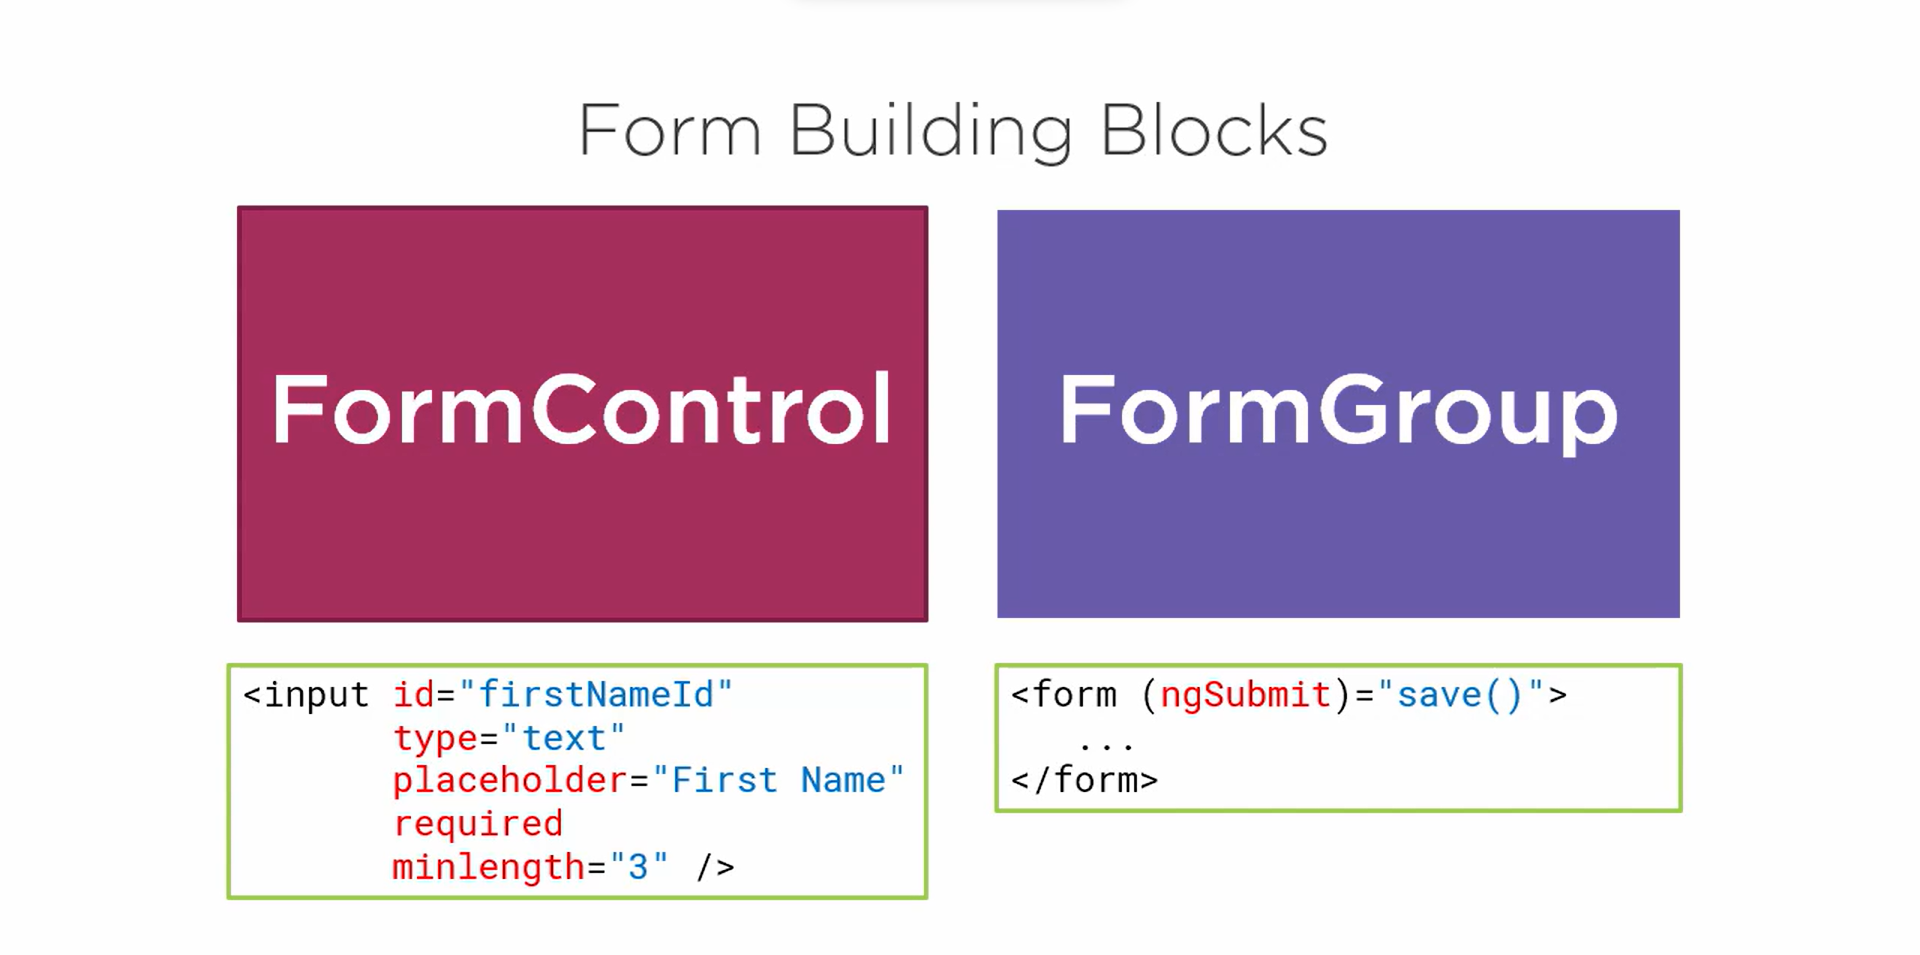 Form Building Blocks
FormControl
FormGroup
<input id="firstNameId"
type="text"
placeholder="First Name"
required
minlength="3" />
<form (ngSubmit)="save()">
...
</form>